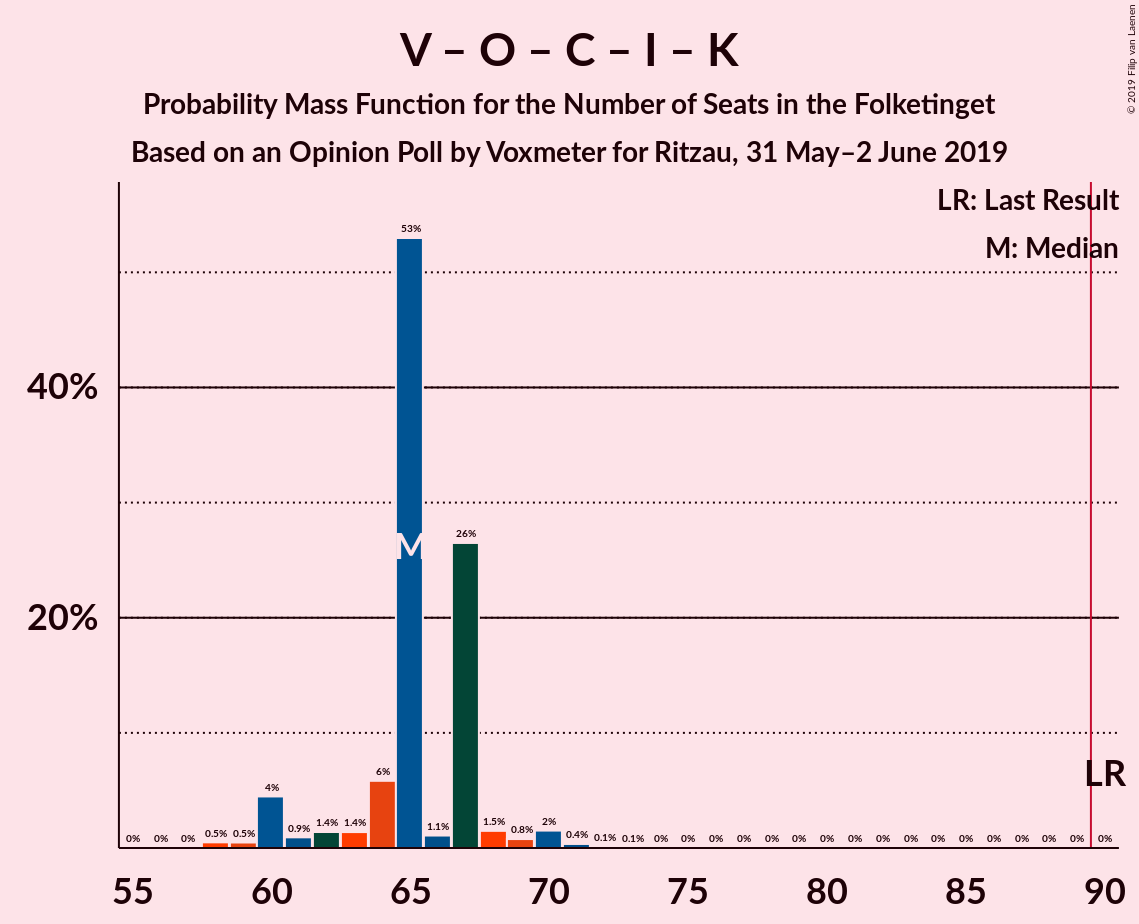 V – O – C – I – K
Probability Mass Function for the Number of Seats in the Folketinget
Based on an Opinion Poll by Voxmeter for Ritzau, 31 May–2 June 2019
© 2019 Filip van Laenen
LR: Last Result
M: Median
53%
40%
M
26%
20%
LR
0% 0% 0% 0.5% 0.5% 4% 0.9% 1.4% 1.4% 6% 1.1% 1.5% 0.8% 2% 0.4% 0.1% 0.1% 0% 0% 0% 0% 0% 0% 0% 0% 0% 0% 0% 0% 0% 0% 0% 0% 0%
55 60 65 70 75 80 85 90